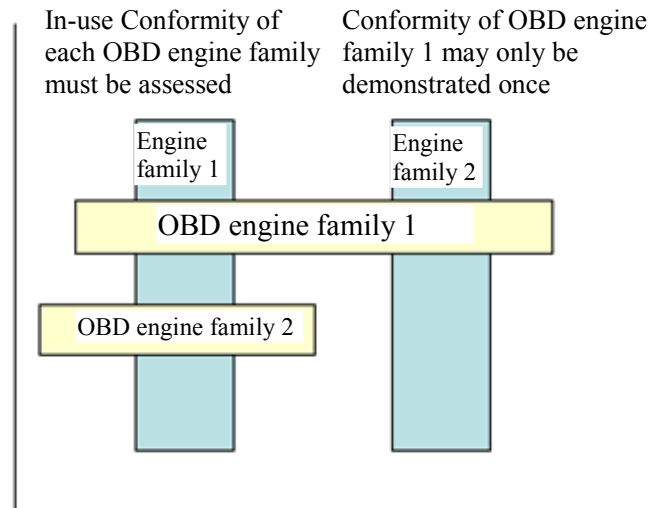 In-use Conformity of
each OBD engine family
must be assessed
Conformity of OBD engine
family 1 may only be
demonstrated once
Engine
family 1
Engine
family 2
OBD engine family 1
OBD engine family 2